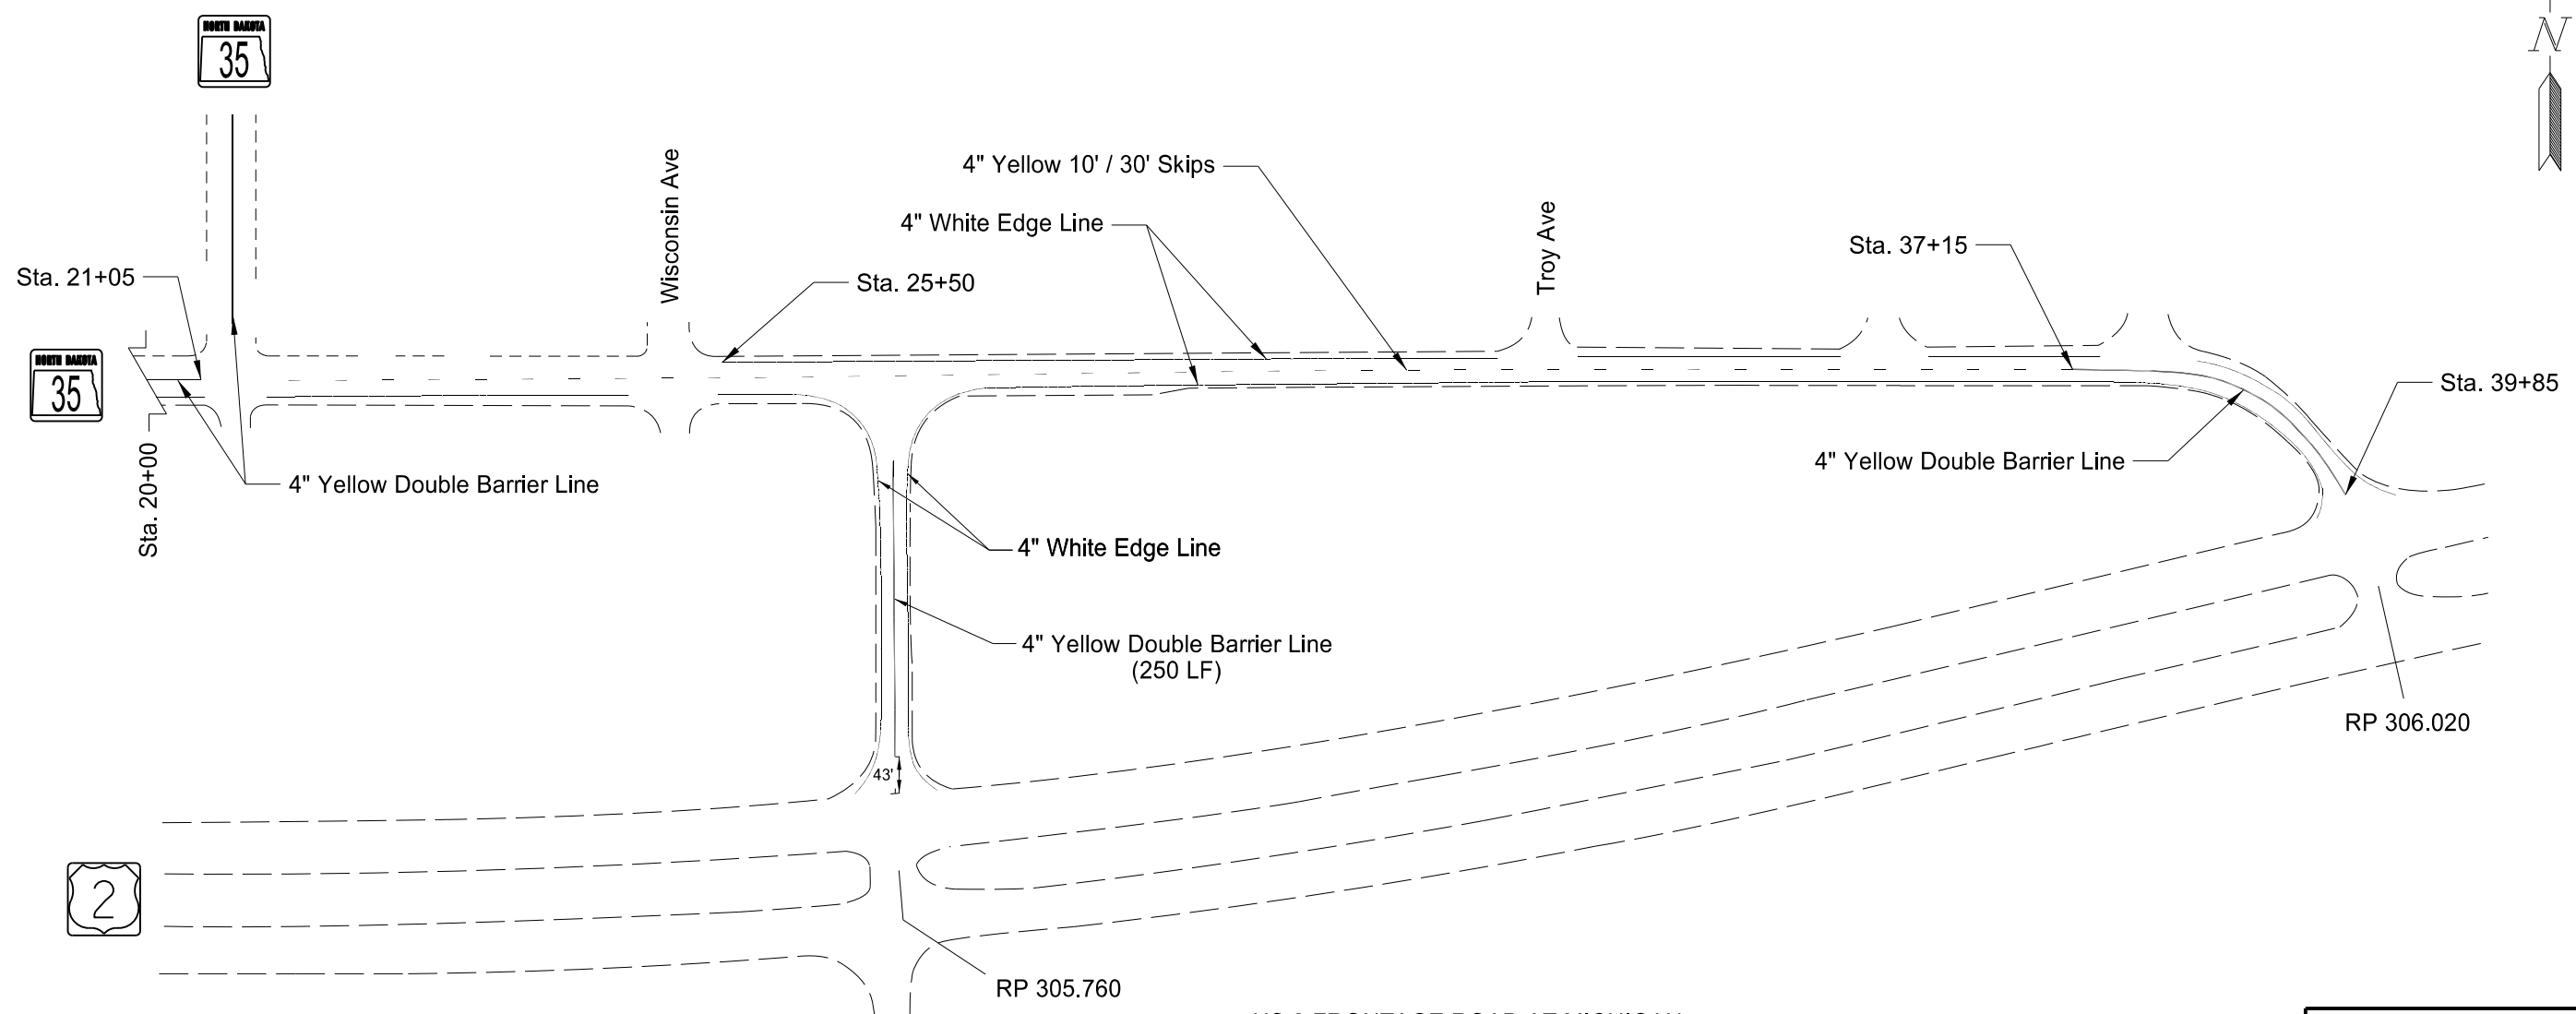 NORTH DAKOTA
35
N
4" Yellow 10' / 30' Skips
Wisconsin Ave
4" White Edge Line
Troy Ave
Sta. 37+15
Sta. 21+05
Sta. 25+50
NORTH DAKOTA
35
Sta. 39+85
Sta. 20+00
4" Yellow Double Barrier Line
4" Yellow Double Barrier Line
4" White Edge Line
4" Yellow Double Barrier Line
(250 LF)
RP 306.020
43'
2
RP 305.760